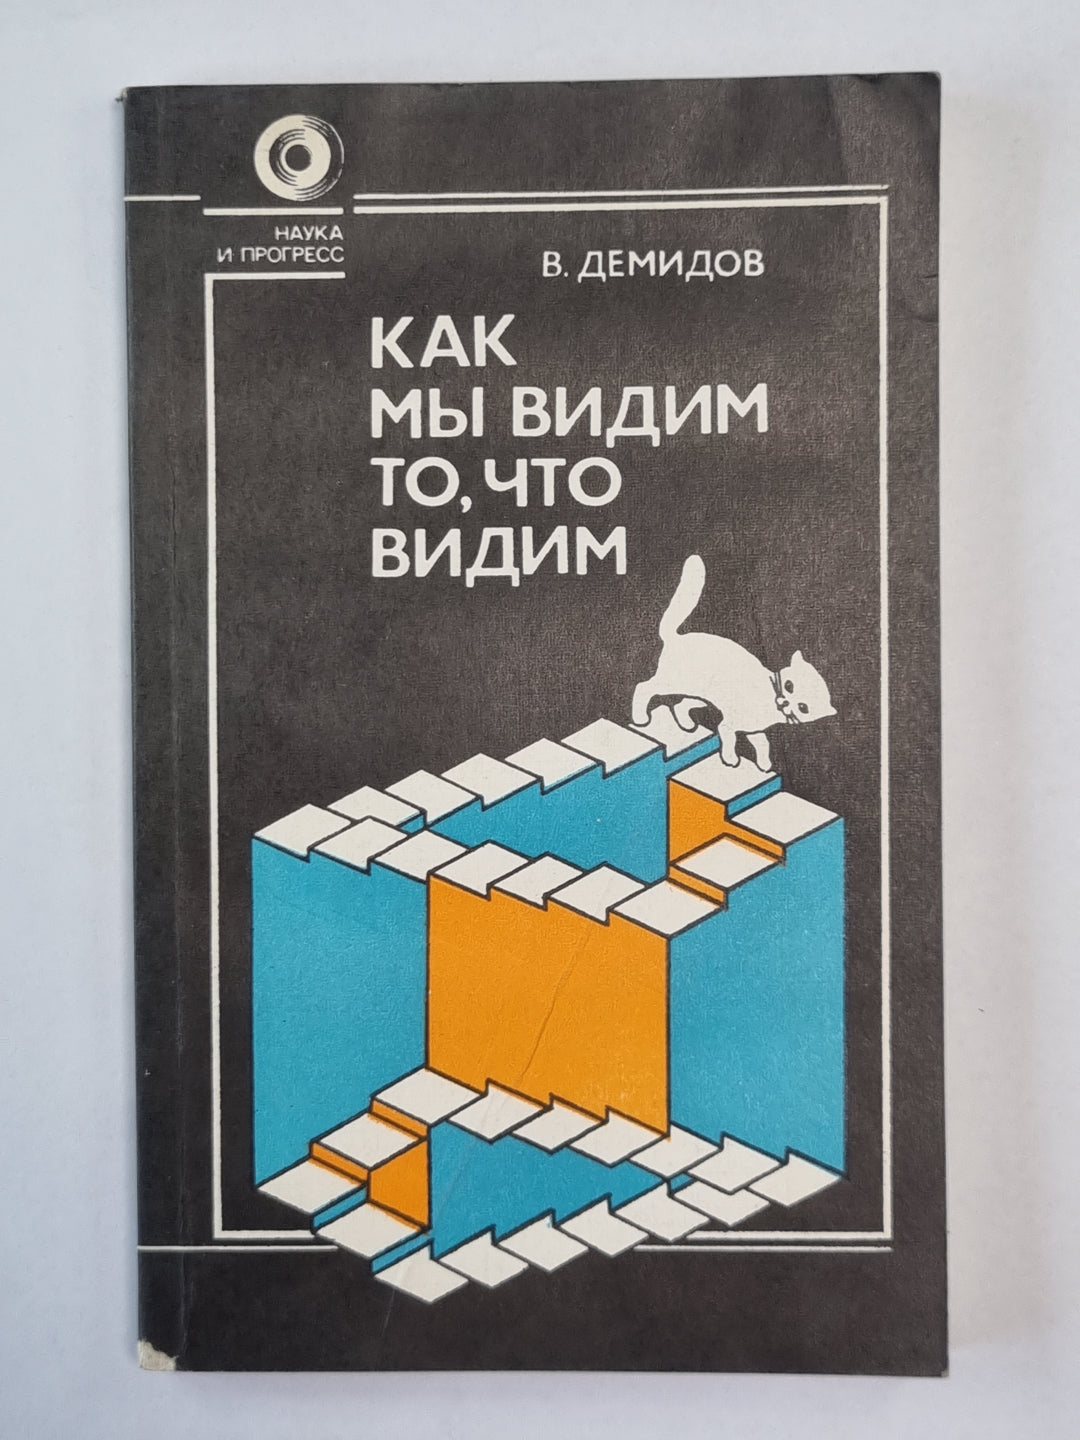 НАУКА
И ПРОГРЕСС
В. ДЕМИДОВ
КАК
МЫ ВИДИМ
ТО, ЧТО
ВИДИМ